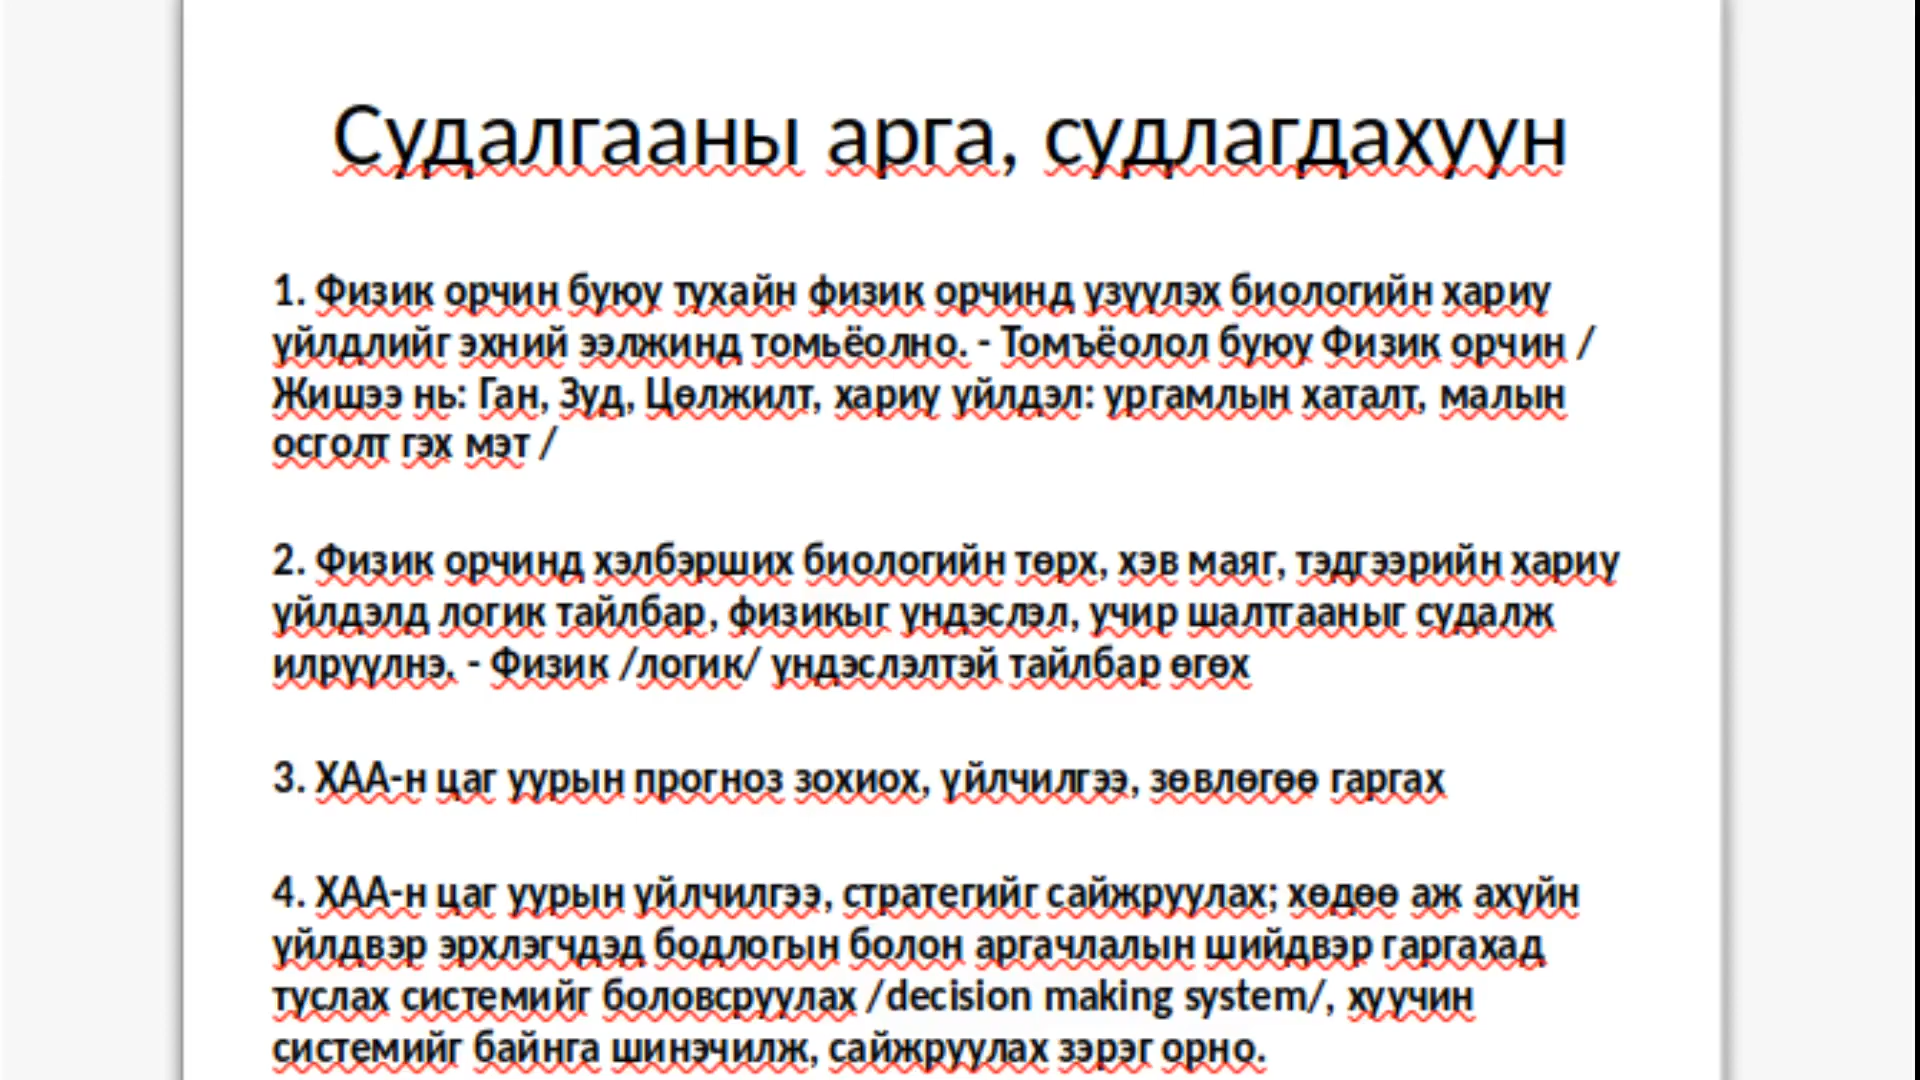 Судалгааны арга, судлагдахуун
1. Физик орчин буюу тухайн физик орчинд үзүүлэх биологийн хариу
үйлдлийг эхний ээлжинд томьёолно. - Томъёолол буюу Физик орчин /
Жишээ нь: Ган, Зуд, Цөлжилт, хариу үйлдэл: ургамлын хаталт, малын
осголт гэх мэт /
2. Физик орчинд хэлбэрших биологийн төрх, хэв маяг, тэдгээрийн хариу
үйлдэлд логик тайлбар, физикыг үндэслэл, учир шалтгааныг судалж
илрүүлнэ. - Физик /логик/ үндэслэлтэй тайлбар өгөх
3. ХАА-н цаг уурын прогноз зохиох, үйлчилгээ, зөвлөгөө гаргах
4. ХАА-н цаг уурын үйлчилгээ, стратегийг сайжруулах; хөдөө аж ахуйн
үйлдвэр эрхлэгчдэд бодлогын болон аргачлалын шийдвэр гаргахад
туслах системийг боловсруулах /decision making system/, хуучин
системийг байнга шинэчилж, сайжруулах зэрэг орно.